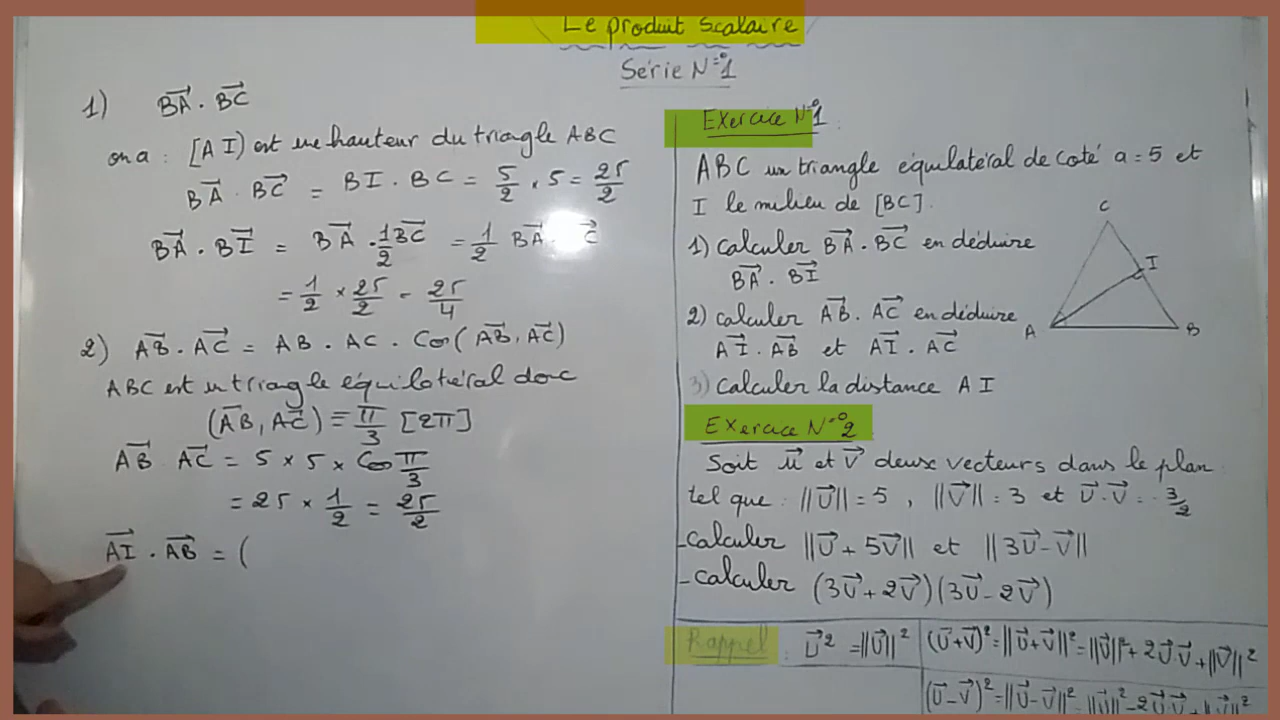 Le produit scalaire
Série N°1
1) BA→ . BC→
on a : [AI) est une hauteur du triangle ABC
BA→ . BC→ = BI . BC = 5/2 × 5 = 25/2
BA→ . BI→ = BA→ . 1/2 BC→ = 1/2 BA→ . C→
= 1/2 × 25/2 = 25/4
2) AB→ . AC→ = AB . AC . Cos(AB→, AC→)
ABC est un triangle équilatéral donc
(AB→, AC→) ≡ π/3 [2π]
AB→ AC→ = 5 × 5 × Cos π/3
= 25 × 1/2 = 25/2
AI→ . AB→ = (
Exercice N°1 :
ABC un triangle équilatéral de coté a = 5 et
I le milieu de [BC].
1) calculer BA→ . BC→ en déduire
BA→ . BI→
2) calculer AB→ . AC→ en déduire
AI→ . AB→ et AI→ . AC→
3) Calculer la distance AI
C
I
A
B
Exercice N°2
Soit u→ et v→ deux vecteurs dans le plan
tel que : ||U→|| = 5 , ||V→|| = 3 et U→.V→ = 3/2
-calculer ||U→ + 5V→|| et ||3U→ - V→||
-calculer (3U→ + 2V→)(3U→ - 2V→)
Rappel : U→² = ||U→||²
(U→+V→)² = ||U→+V→||² = ||U→||² + 2U→.V→ + ||V→||²
(U→-V→)² = ||U→-V→||² = ||U→||² - 2U→.V→ + ||V→||²